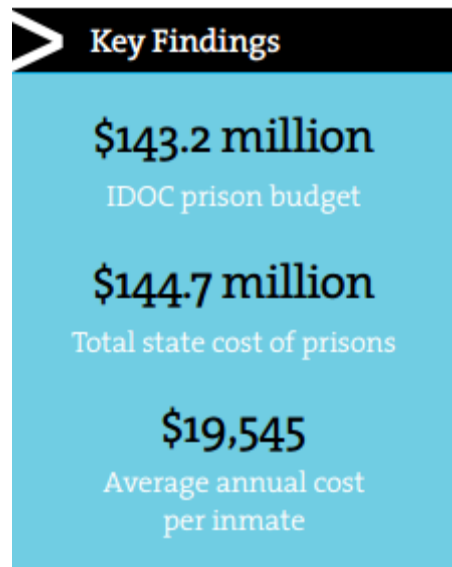 Key Findings
$143.2 million
IDOC prison budget
$144.7 million
Total state cost of prisons
$19,545
Average annual cost
per inmate